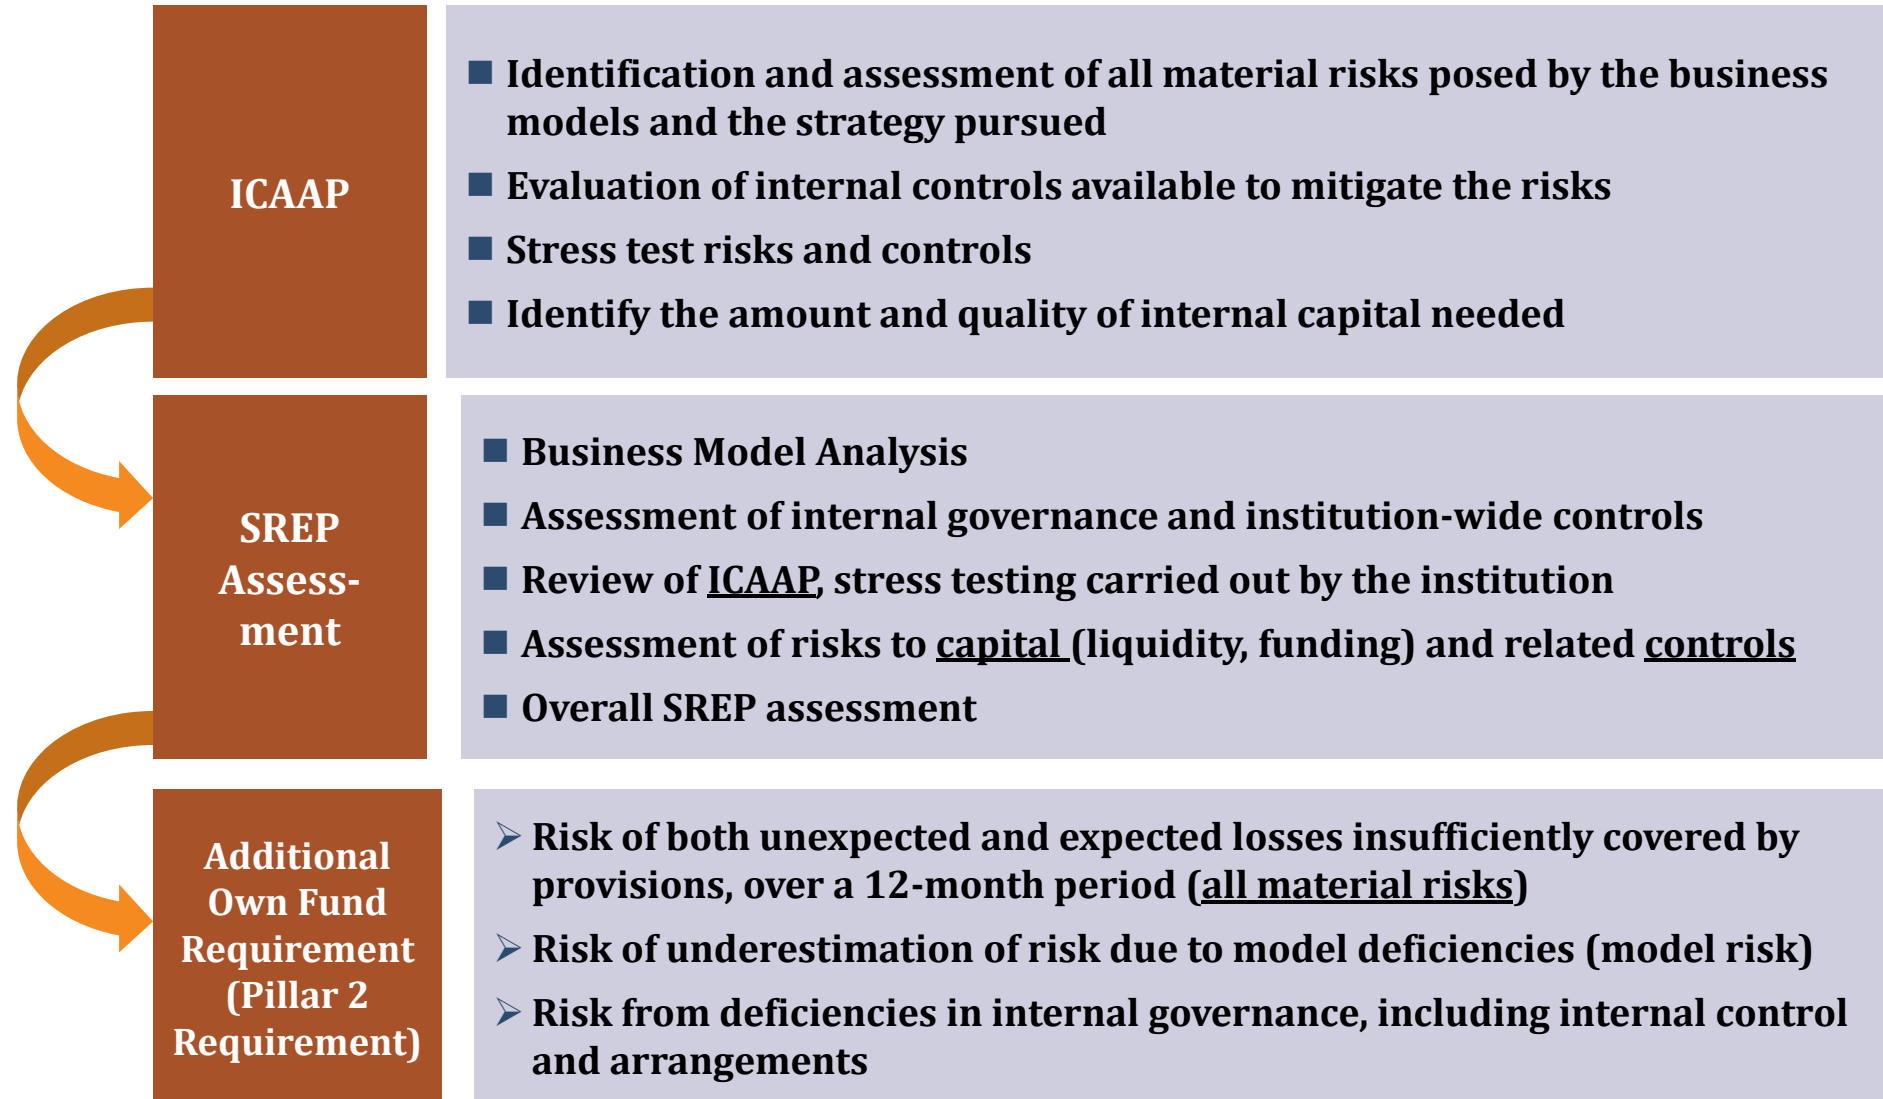 ICAAP
Identification and assessment of all material risks posed by the business
models and the strategy pursued
Evaluation of internal controls available to mitigate the risks
Stress test risks and controls
Identify the amount and quality of internal capital needed
SREP
Assess-
ment
Business Model Analysis
Assessment of internal governance and institution-wide controls
Review of ICAAP, stress testing carried out by the institution
Assessment of risks to capital (liquidity, funding) and related controls
Overall SREP assessment
Additional
Own Fund
Requirement
(Pillar 2
Requirement)
Risk of both unexpected and expected losses insufficiently covered by
provisions, over a 12-month period (all material risks)
Risk of underestimation of risk due to model deficiencies (model risk)
Risk from deficiencies in internal governance, including internal control
and arrangements